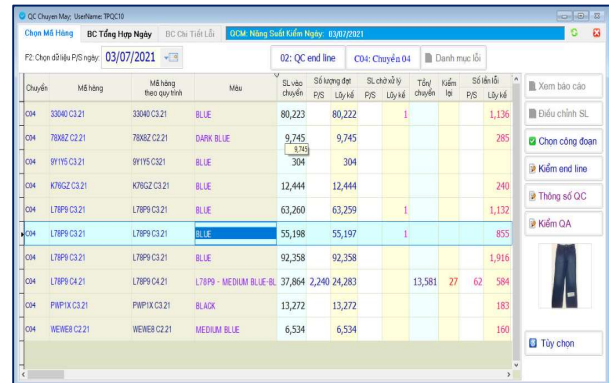 QC Chuyen May; UserName: TPQC10
Chọn Mã Hàng BC Tổng Hợp Ngày BC Chi Tiết Lỗi QCM: Năng Suất Kiểm Ngày: 03/07/2021
F2: Chọn dữ liệu P/S ngày: 03/07/2021 02: QC end line C04: Chuyền 04 Danh mục lỗi
Chuyền Mã hàng Mã hàng theo quy trình Màu SL vào chuyền Số lượng đạt SL chờ xử lý Tồn/ chuyền Kiểm lại Số lần lỗi
P/S Lũy kế P/S Lũy kế P/S Lũy kế
C04 33040 C3.21 33040 C3.21 BLUE 80,223 80,222 1 1,136
C04 78X8Z C2.21 78X8Z C2.21 DARK BLUE 9,745 9,745 285
9,745
C04 9Y1Y5 C3.21 9Y1Y5 C321 BLUE 304 304
C04 K76GZ C3.21 K76GZ C3.21 BLUE 12,444 12,444 240
C04 L78P9 C3.21 L78P9 C3.21 BLUE 63,260 63,259 1 1,132
C04 L78P9 C3.21 L78P9 C3.21 BLUE 55,198 55,197 1 855
C04 L78P9 C3.21 L78P9 C3.21 BLUE 92,358 92,358 1,916
C04 L78P9 C4.21 L78P9 C4.21 L78P9 - MEDIUM BLUE-BL 37,864 2,240 24,283 13,581 27 62 584
C04 PWP1X C3.21 PWP1X C3.21 BLACK 13,272 13,272 183
C04 WEWE8 C2.21 WEWE8 C2.21 MEDIUM BLUE 6,534 6,534 160
Xem báo cáo
Điều chỉnh SL
Chọn công đoạn
Kiểm end line
Thông số QC
Kiểm QA
Tùy chọn